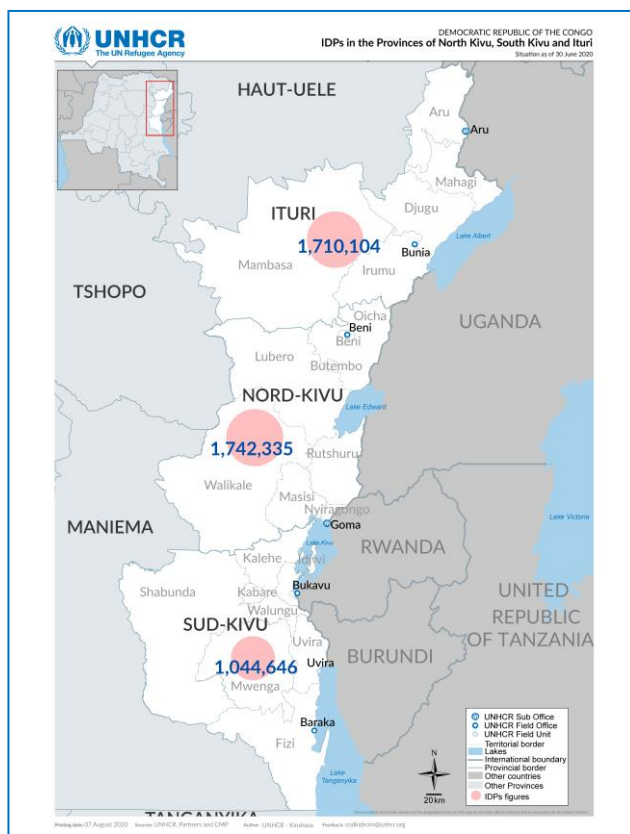 UNHCR
The UN Refugee Agency
DEMOCRATIC REPUBLIC OF THE CONGO
IDPs in the Provinces of North Kivu, South Kivu and Ituri
Situation as of 30 June 2020
HAUT-UELE
Aru
Aru
Mahagi
ITURI
Djugu
1,710,104
Lake Albert
Bunia
Mambasa
Irumu
TSHOPO
Oicha
UGANDA
Beni
Beni
Lubero
Butembo
NORD-KIVU
Lake Edward
1,742,335
Rutshuru
Walikale
Masisi
Nyiragongo
Goma
Lake Victoria
MANIEMA
Lake Kivu
RWANDA
Kalehe
Idjwi
Shabunda
Kabare
Bukavu
UNITED
REPUBLIC
OF TANZANIA
Walungu
SUD-KIVU
Uvira
BURUNDI
1,044,646
Uvira
Mwenga
Baraka
Fizi
UNHCR Sub Office
UNHCR Field Office
UNHCR Field Unit
Territorial border
Lakes
International boundary
Provincial border
Other countries
Other Provinces
IDPs figures
N
20 km
Lake
Tanganyika
TANGANYIKA
Printing date: 07 August 2020 Sources: UNHCR, Partners and CMP Author: UNHCR - Kinshasa